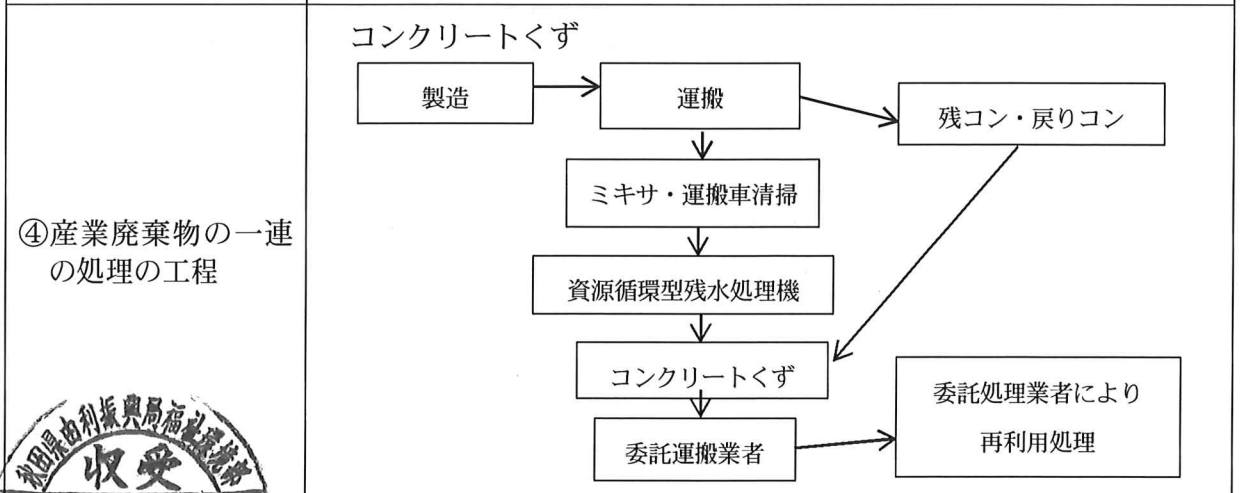 ④産業廃棄物の一連
の処理の工程
コンクリートくず
製造
運搬
残コン・戻りコン
ミキサ・運搬車清掃
資源循環型残水処理機
コンクリートくず
委託運搬業者
委託処理業者により
再利用処理
秋田県由利振興局福祉環境部
収受